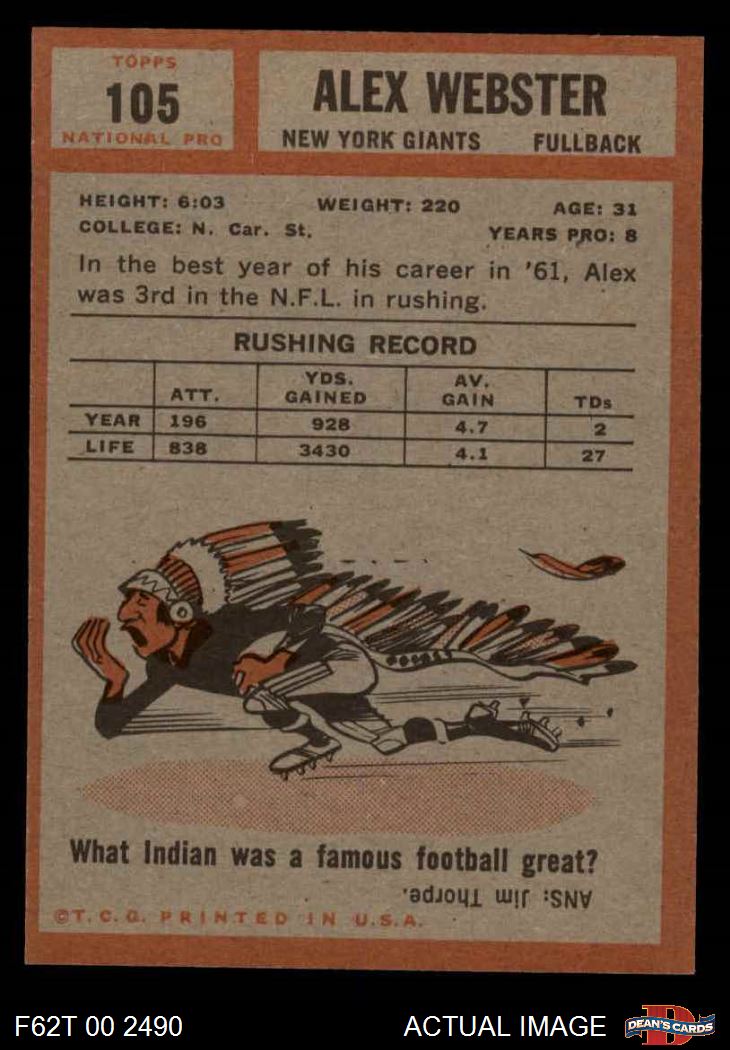 TOPPS
105
NATIONAL PRO
ALEX WEBSTER
NEW YORK GIANTS FULLBACK
HEIGHT: 6:03 WEIGHT: 220 AGE: 31
COLLEGE: N. Car. St. YEARS PRO: 8
In the best year of his career in '61, Alex
was 3rd in the N.F.L. in rushing.
RUSHING RECORD
ATT. YDS. GAINED AV. GAIN TDs
YEAR 196 928 4.7 2
LIFE 838 3430 4.1 27
What Indian was a famous football great?
ANS: Jim Thorpe.
©T.C.G. PRINTED IN U.S.A.
F62T 00 2490 ACTUAL IMAGE D DEAN'S CARDS